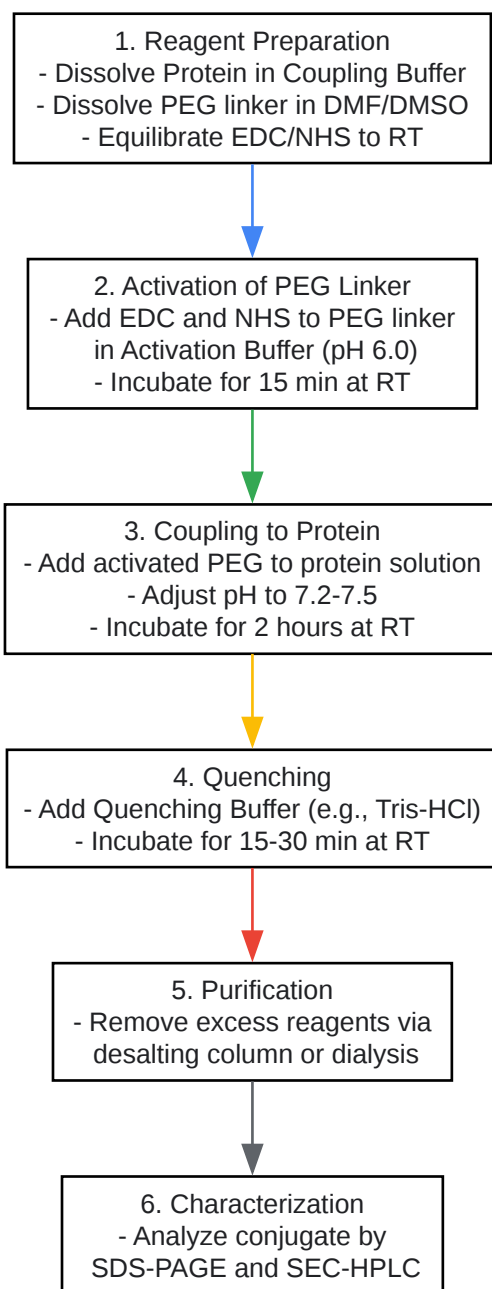 1. Reagent Preparation
- Dissolve Protein in Coupling Buffer
- Dissolve PEG linker in DMF/DMSO
- Equilibrate EDC/NHS to RT
2. Activation of PEG Linker
- Add EDC and NHS to PEG linker
in Activation Buffer (pH 6.0)
- Incubate for 15 min at RT
3. Coupling to Protein
- Add activated PEG to protein solution
- Adjust pH to 7.2-7.5
- Incubate for 2 hours at RT
4. Quenching
- Add Quenching Buffer (e.g., Tris-HCl)
- Incubate for 15-30 min at RT
5. Purification
- Remove excess reagents via
desalting column or dialysis
6. Characterization
- Analyze conjugate by
SDS-PAGE and SEC-HPLC